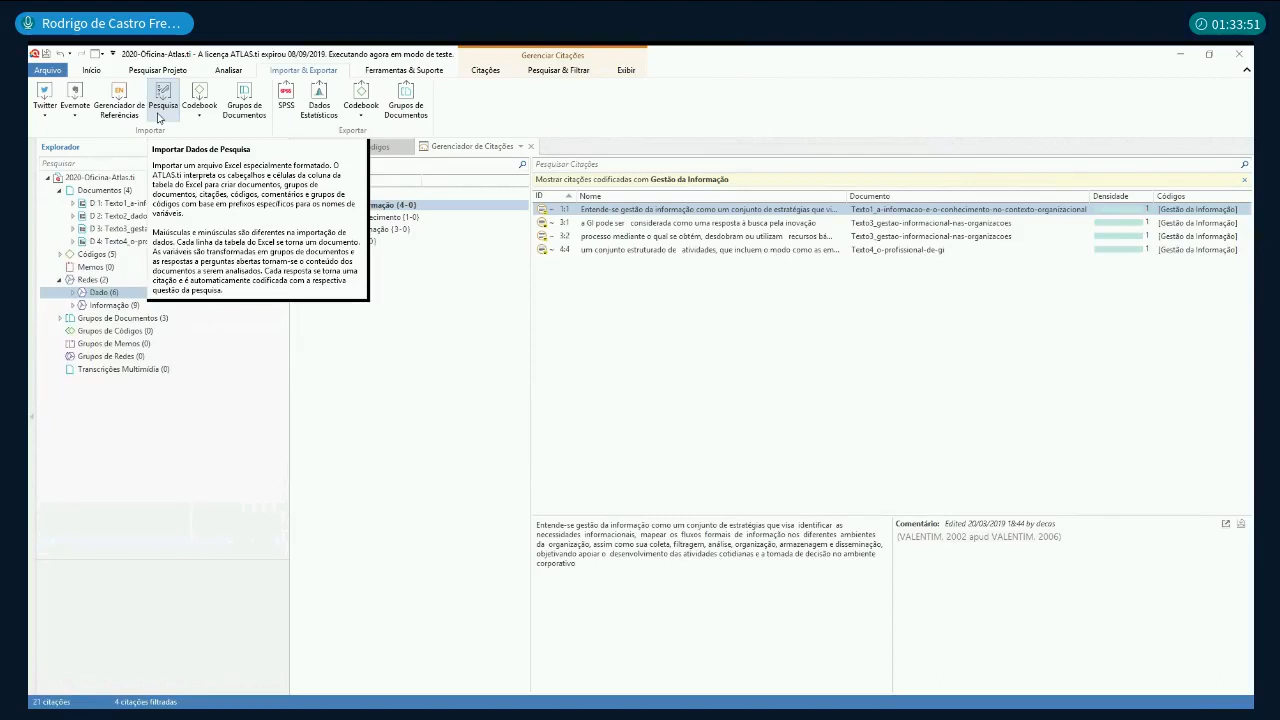 Rodrigo de Castro Fre...
01:33:51
2020-Oficina-Atlas.ti - A licença ATLAS.ti expirou 08/09/2019. Executando agora em modo de teste.
Gerenciar Citações
Arquivo
Início
Pesquisar Projeto
Analisar
Importar & Exportar
Ferramentas & Suporte
Citações
Pesquisar & Filtrar
Exibir
Twitter
Evernote
Gerenciador de Referências
Pesquisa
Codebook
Grupos de Documentos
SPSS
Dados Estatísticos
Codebook
Grupos de Documentos
Importar
Exportar
Explorador
Pesquisar
2020-Oficina-Atlas.ti
Documentos (4)
D 1: Texto1_a-inf
D 2: Texto2_dado
D 3: Texto3_gesta
D 4: Texto4_o-pro
Códigos (5)
Memos (0)
Redes (2)
Dado (6)
Informação (9)
Grupos de Documentos (3)
Grupos de Códigos (0)
Grupos de Memos (0)
Grupos de Redes (0)
Transcrições Multimídia (0)
Importar Dados de Pesquisa
Importar um arquivo Excel especialmente formatado. O
ATLAS.ti interpreta os cabeçalhos e células da coluna da
tabela do Excel para criar documentos, grupos de
documentos, citações, códigos, comentários e grupos de
códigos com base em prefixos específicos para os nomes de
variáveis.
Maiúsculas e minúsculas são diferentes na importação de
dados. Cada linha da tabela do Excel se torna um documento.
As variáveis são transformadas em grupos de documentos e
as respostas a perguntas abertas tornam-se o conteúdo dos
documentos a serem analisados. Cada resposta se torna uma
citação e é automaticamente codificada com a respectiva
questão da pesquisa.
ódigos
mação {4-0}
ecimento {1-0}
ação {3-0}
0}
Gerenciador de Citações
Pesquisar Citações
Mostrar citações codificadas com Gestão da Informação
ID
Nome
Documento
Densidade
Códigos
1:1 Entende-se gestão da informação como um conjunto de estratégias que vi... Texto1_a-informacao-e-o-conhecimento-no-contexto-organizacional 1 [Gestão da Informação]
3:1 a GI pode ser considerada como uma resposta à busca pela inovação Texto3_gestao-informacional-nas-organizacoes 1 [Gestão da Informação]
3:2 processo mediante o qual se obtém, desdobram ou utilizam recursos bá... Texto3_gestao-informacional-nas-organizacoes 1 [Gestão da Informação]
4:4 um conjunto estruturado de atividades, que incluem o modo como as em... Texto4_o-profissional-de-gi 1 [Gestão da Informação]
Entende-se gestão da informação como um conjunto de estratégias que visa identificar as
necessidades informacionais, mapear os fluxos formais de informação nos diferentes ambientes
da organização, assim como sua coleta, filtragem, análise, organização, armazenagem e disseminação,
objetivando apoiar o desenvolvimento das atividades cotidianas e a tomada de decisão no ambiente
corporativo
Comentário: Edited 20/03/2019 18:44 by decas
(VALENTIM, 2002 apud VALENTIM, 2006)
21 citações
4 citações filtradas